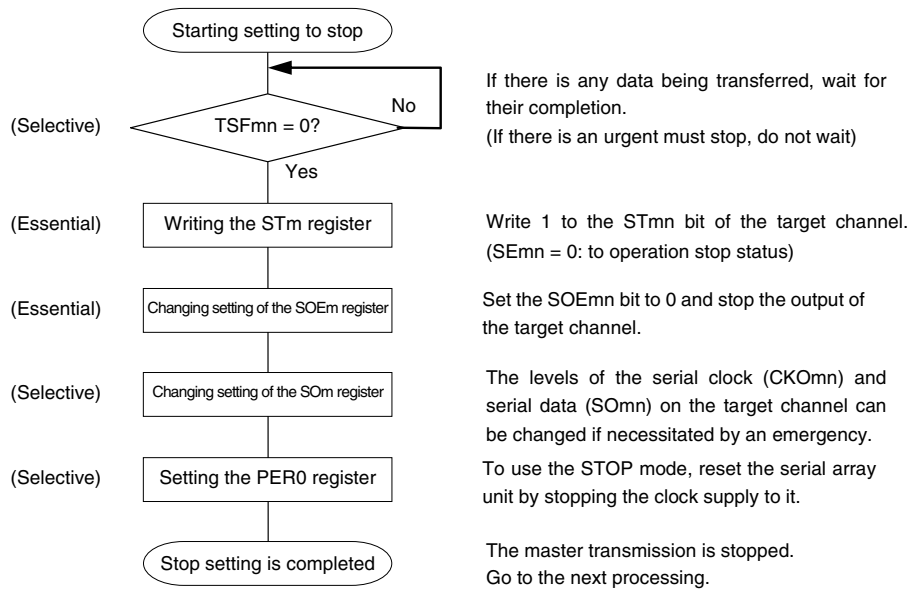 Starting setting to stop
If there is any data being transferred, wait for
their completion.
(If there is an urgent must stop, do not wait)
No
(Selective)
TSFmn = 0?
Yes
(Essential)
Writing the STm register
Write 1 to the STmn bit of the target channel.
(SEmn = 0: to operation stop status)
(Essential)
Changing setting of the SOEm register
Set the SOEmn bit to 0 and stop the output of
the target channel.
(Selective)
Changing setting of the SOm register
The levels of the serial clock (CKOmn) and
serial data (SOmn) on the target channel can
be changed if necessitated by an emergency.
(Selective)
Setting the PER0 register
To use the STOP mode, reset the serial array
unit by stopping the clock supply to it.
Stop setting is completed
The master transmission is stopped.
Go to the next processing.